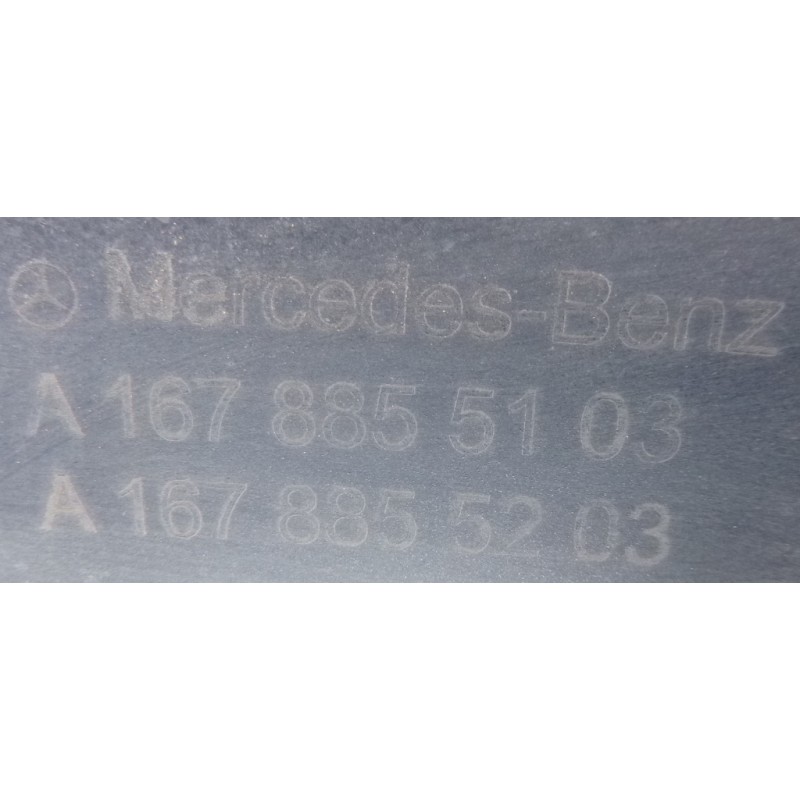 Mercedes-Benz
A 167 885 51 03
A 167 885 52 03